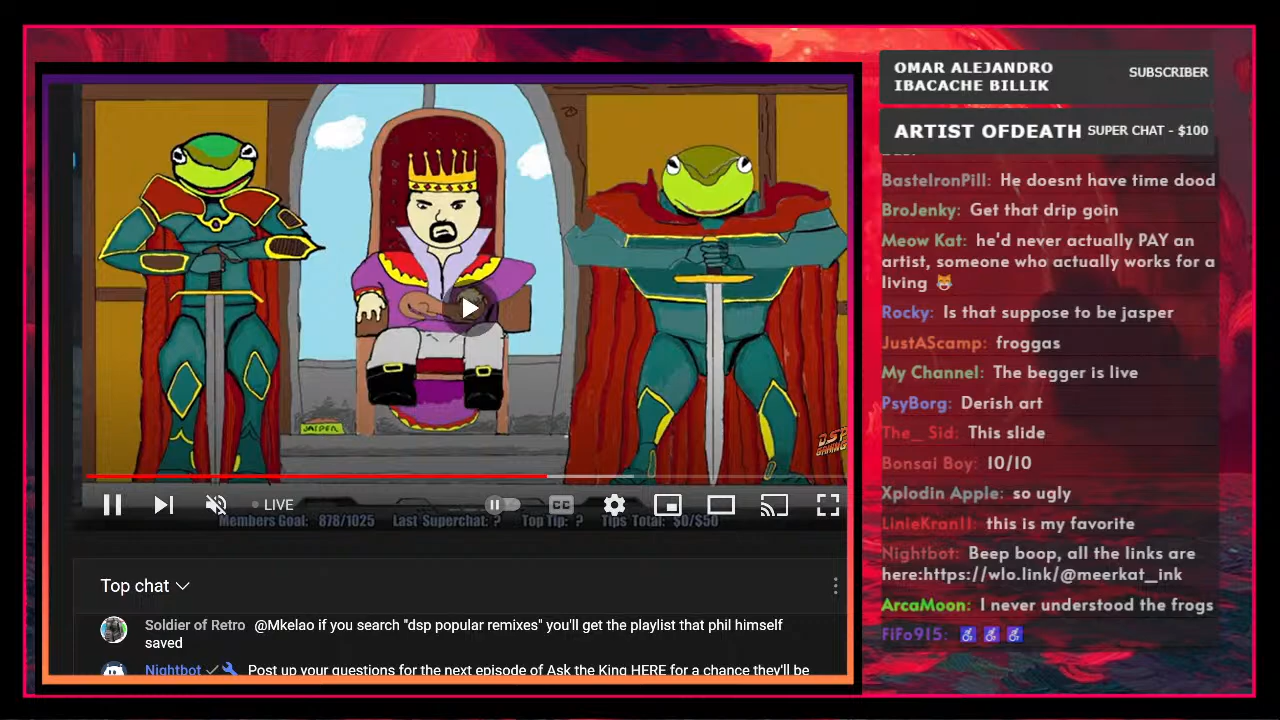 OMAR ALEJANDRO
IBACACHE BILLIK
SUBSCRIBER
ARTIST OFDEATH SUPER CHAT - $100
BasteIronPill: He doesnt have time dood
BroJenky: Get that drip goin
Meow Kat: he'd never actually PAY an
artist, someone who actually works for a
living
Rocky: Is that suppose to be jasper
JustAScamp: froggas
My Channel: The begger is live
PsyBorg: Derish art
The_ Sid: This slide
Bonsai Boy: 10/10
Xplodin Apple: so ugly
LinieKranII: this is my favorite
Nightbot: Beep boop, all the links are
here:https://wlo.link/@meerkat_ink
ArcaMoon: I never understood the frogs
FiFo915:
JASPER
DSP
GAMING
LIVE
CC
Members Goal: 878/1025 Last Superchat: ? Top Tip: ? Tips Total: $0/$50
Top chat
Soldier of Retro @Mkelao if you search "dsp popular remixes" you'll get the playlist that phil himself
saved
Nightbot Post up your questions for the next episode of Ask the King HERE for a chance they'll be